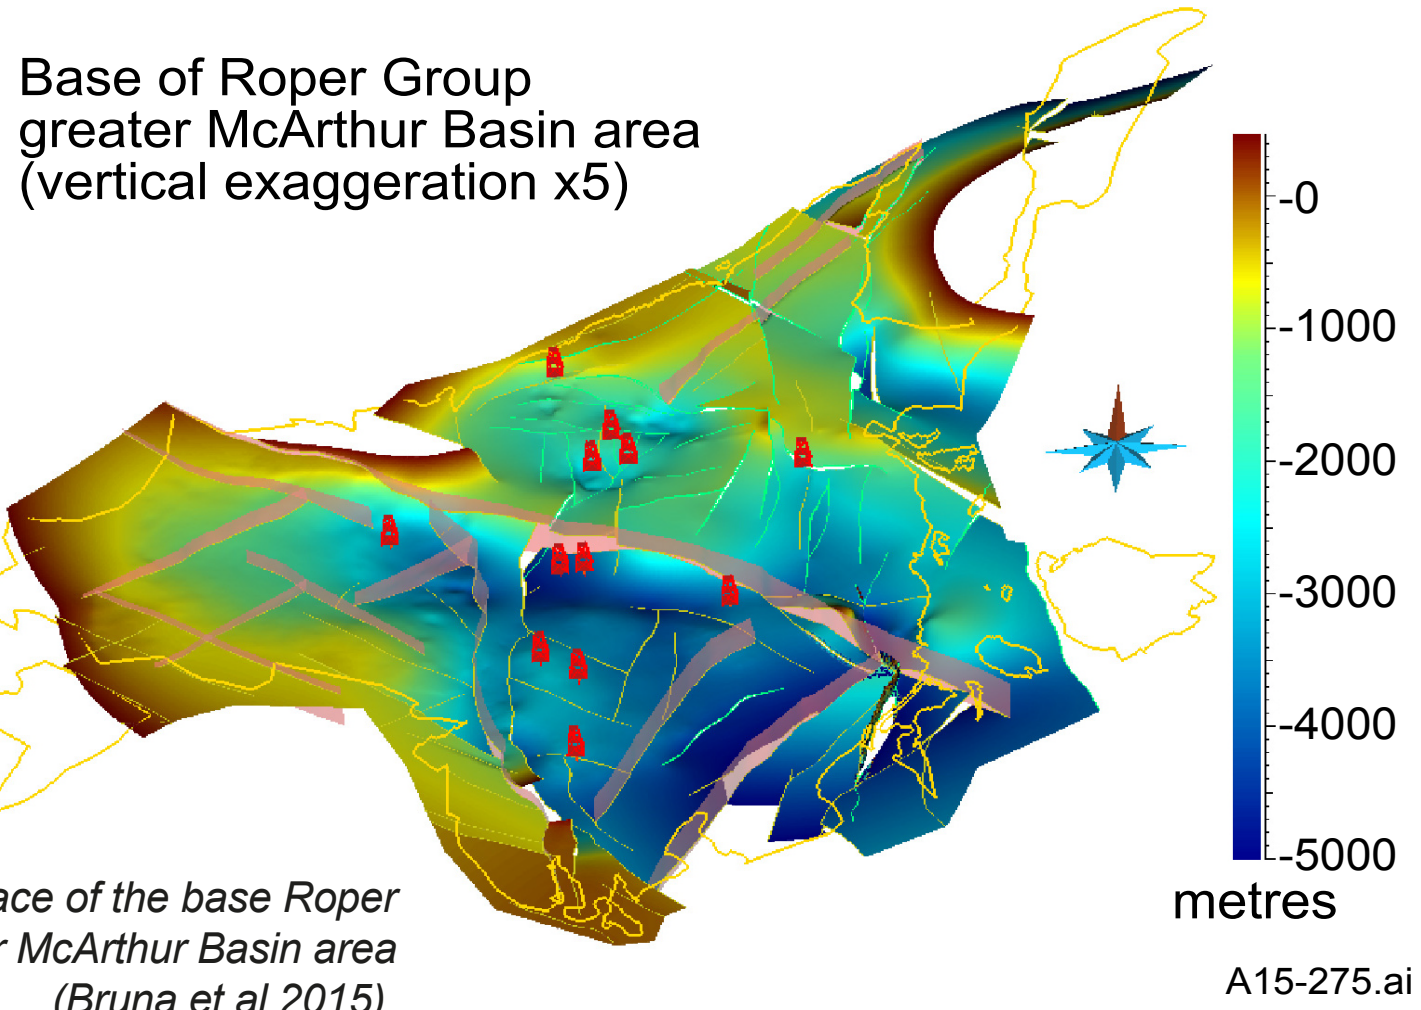 Base of Roper Group
greater McArthur Basin area
(vertical exaggeration x5)
-0
-1000
-2000
-3000
-4000
-5000
metres
ace of the base Roper
r McArthur Basin area
(Bruna et al 2015)
A15-275.ai